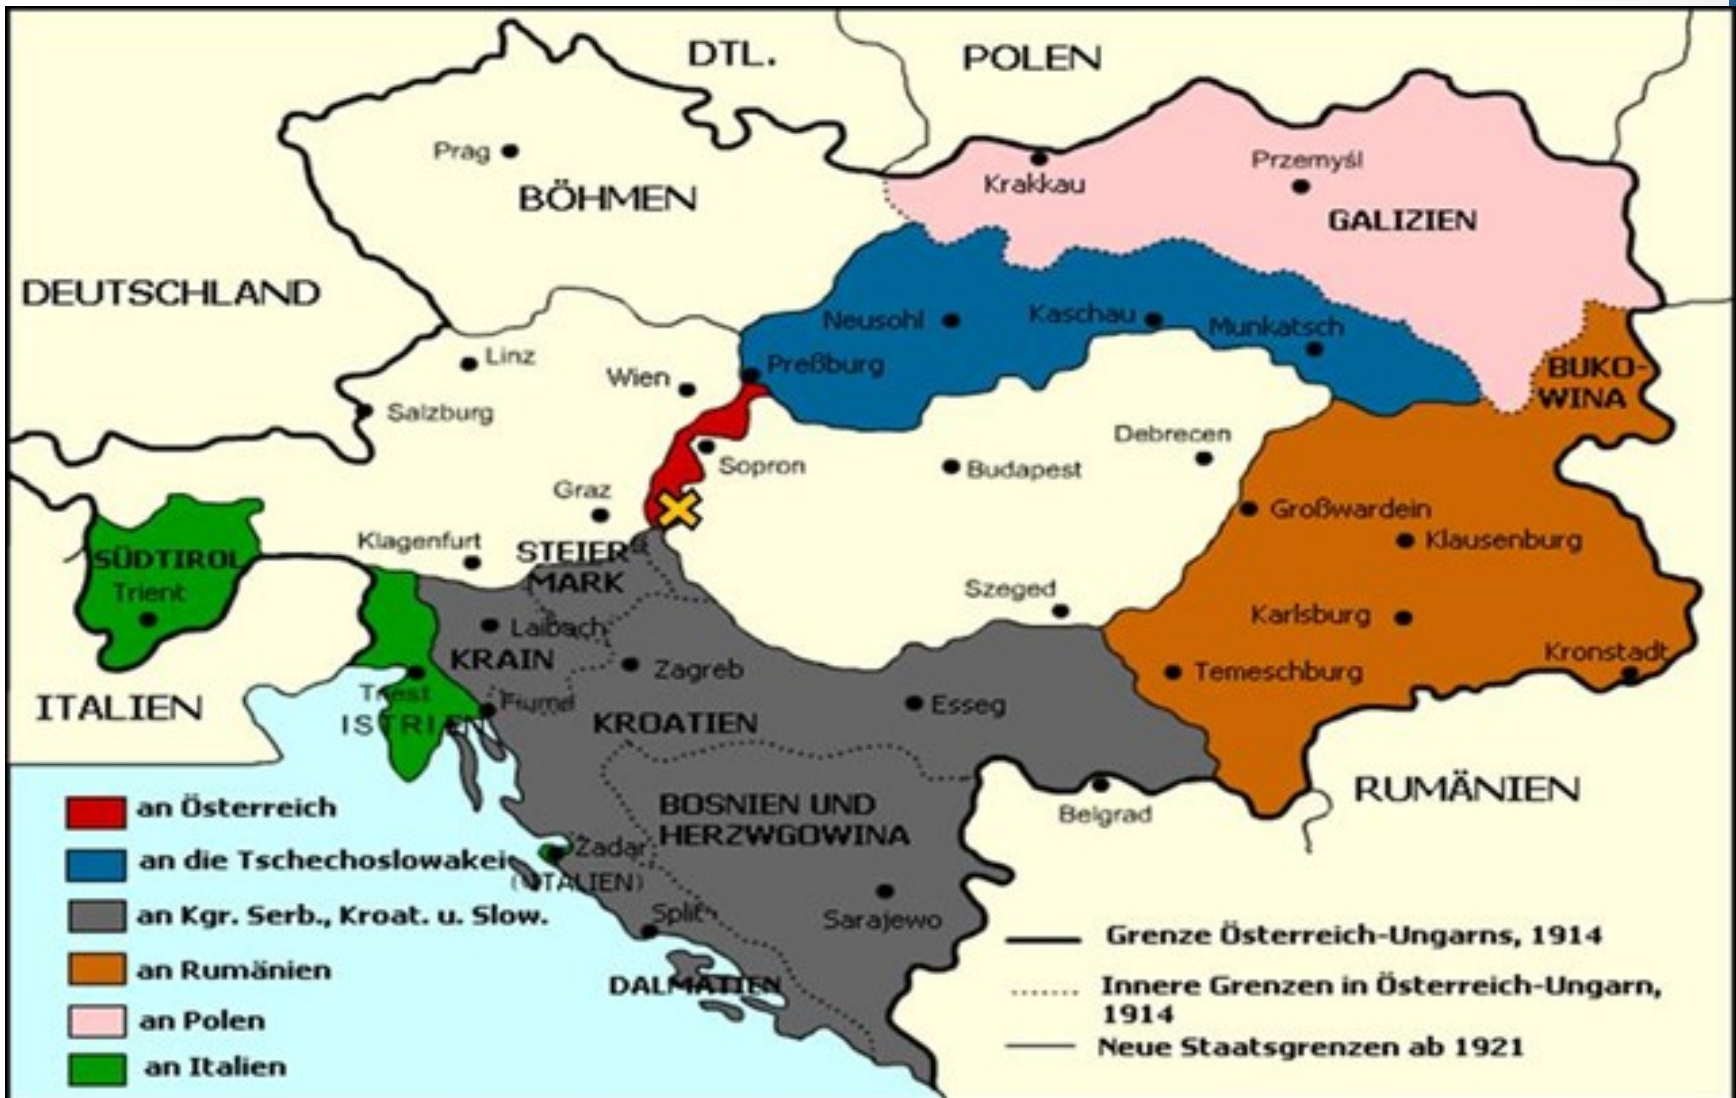 DTL.
POLEN
Prag
BÖHMEN
Krakkau
Przemyśl
GALIZIEN
DEUTSCHLAND
Neusohl
Kaschau
Munkatsch
Linz
Wien
Preßburg
BUKO-
WINA
Salzburg
Sopron
Budapest
Debrecen
Graz
Großwardein
Klausenburg
Klagenfurt
STEIER
MARK
SÜDTIROL
Trient
Szeged
Karlsburg
Laibach
KRAIN
Zagreb
Kronstadt
Temeschburg
ITALIEN
Triest
ISTRIEN
Fiume
KROATIEN
Esseg
BOSNIEN UND
HERZWGOWINA
Belgrad
RUMÄNIEN
Zadar
(ITALIEN)
Sarajewo
Split
DALMATIEN
an Österreich
an die Tschechoslowakei
an Kgr. Serb., Kroat. u. Slow.
an Rumänien
an Polen
an Italien
Grenze Österreich-Ungarns, 1914
Innere Grenzen in Österreich-Ungarn,
1914
Neue Staatsgrenzen ab 1921